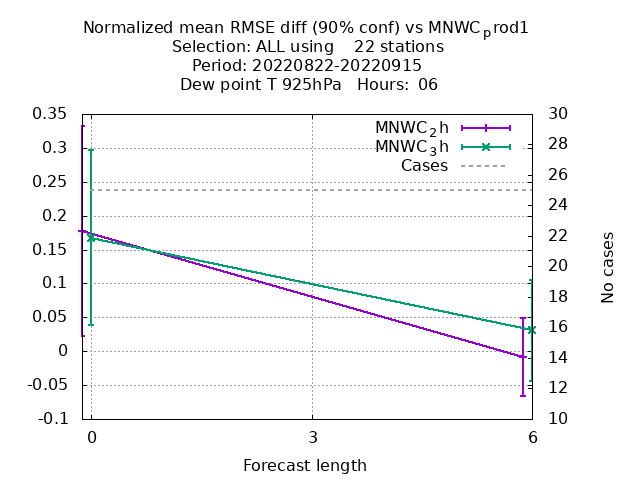 Normalized mean RMSE diff (90% conf) vs MNWCprod1
Selection: ALL using    22 stations
Period: 20220822-20220915
Dew point T 925hPa   Hours:  06
MNWC2h
MNWC3h
Cases
0.35
0.3
0.25
0.2
0.15
0.1
0.05
0
-0.05
-0.1
30
28
26
24
22
20
18
16
14
12
10
No cases
0
3
6
Forecast length